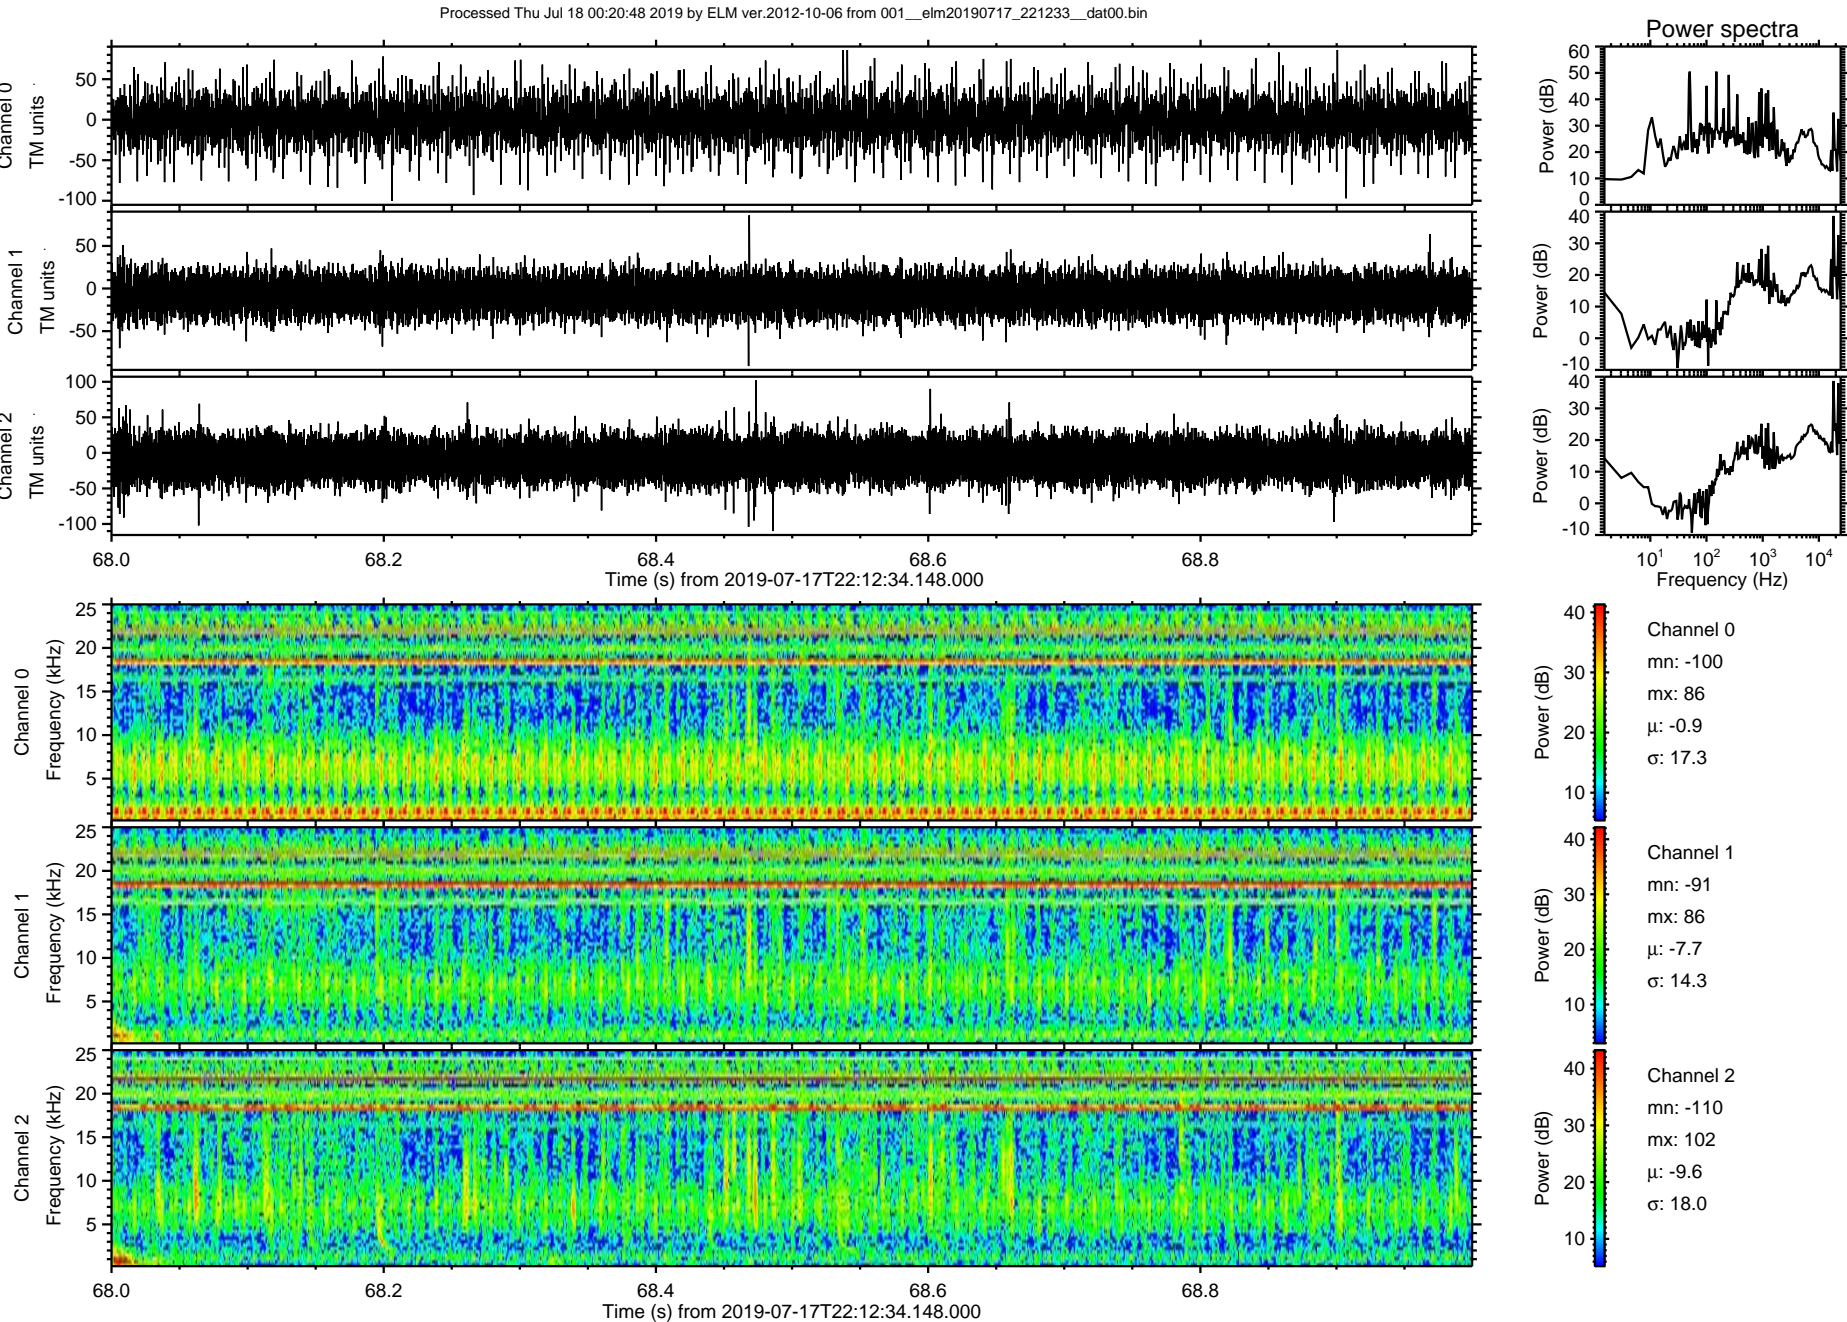 Processed Thu Jul 18 00:20:48 2019 by ELM ver.2012-10-06 from 001__elm20190717_221233__dat00.bin
Power spectra
Channel 0
TM units
50
0
-50
-100
Power (dB)
60
50
40
30
20
10
0
Channel 1
TM units
50
0
-50
Power (dB)
40
30
20
10
0
-10
Channel 2
TM units
100
50
0
-50
-100
Power (dB)
40
30
20
10
0
-10
68.0 68.2 68.4 68.6 68.8
Time (s) from 2019-07-17T22:12:34.148.000
10^1 10^2 10^3 10^4
Frequency (Hz)
Channel 0
Frequency (kHz)
25
20
15
10
5
Power (dB)
40
30
20
10
Channel 0
mn: -100
mx: 86
μ: -0.9
σ: 17.3
Channel 1
Frequency (kHz)
25
20
15
10
5
Power (dB)
40
30
20
10
Channel 1
mn: -91
mx: 86
μ: -7.7
σ: 14.3
Channel 2
Frequency (kHz)
25
20
15
10
5
Power (dB)
40
30
20
10
Channel 2
mn: -110
mx: 102
μ: -9.6
σ: 18.0
68.0 68.2 68.4 68.6 68.8
Time (s) from 2019-07-17T22:12:34.148.000